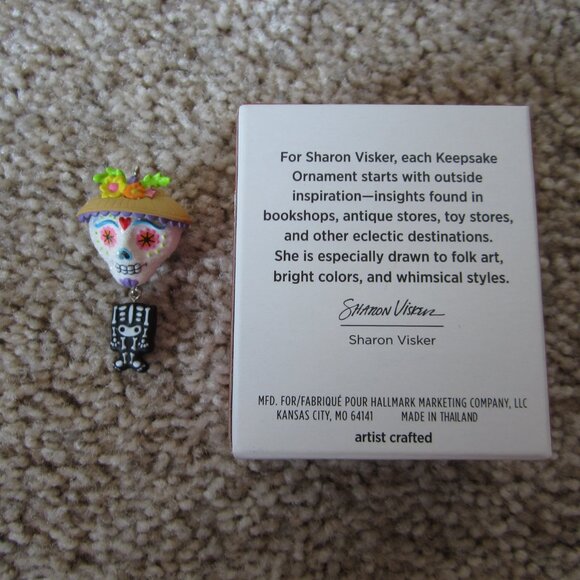 For Sharon Visker, each Keepsake
Ornament starts with outside
inspiration—insights found in
bookshops, antique stores, toy stores,
and other eclectic destinations.
She is especially drawn to folk art,
bright colors, and whimsical styles.
Sharon Visker
Sharon Visker
MFD. FOR/FABRIQUÉ POUR HALLMARK MARKETING COMPANY, LLC
KANSAS CITY, MO 64141 MADE IN THAILAND
artist crafted